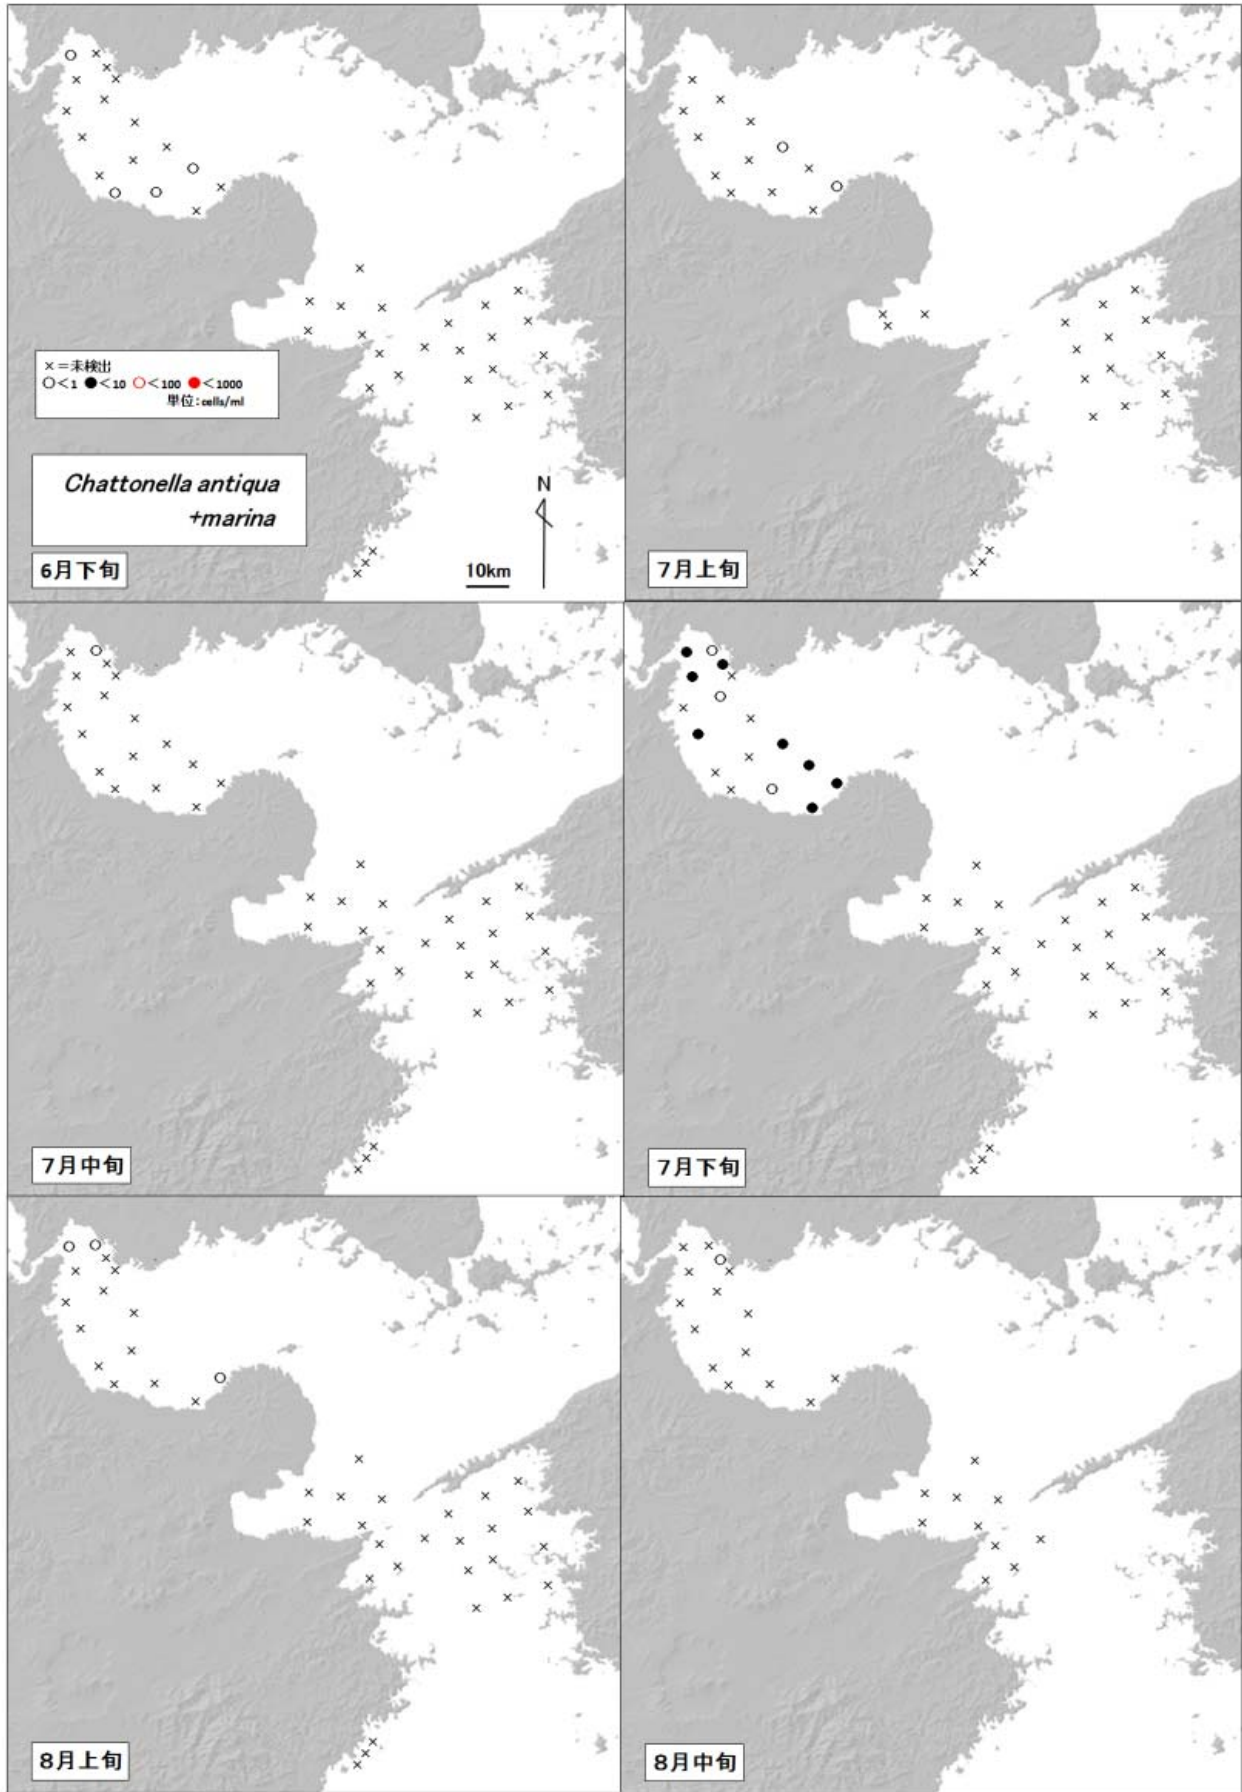 ×=未検出
○<1 ●<10 ○<100 ●<1000
単位:cells/ml
Chattonella antiqua
+marina
N
6月下旬
10km
7月上旬
7月中旬
7月下旬
8月上旬
8月中旬